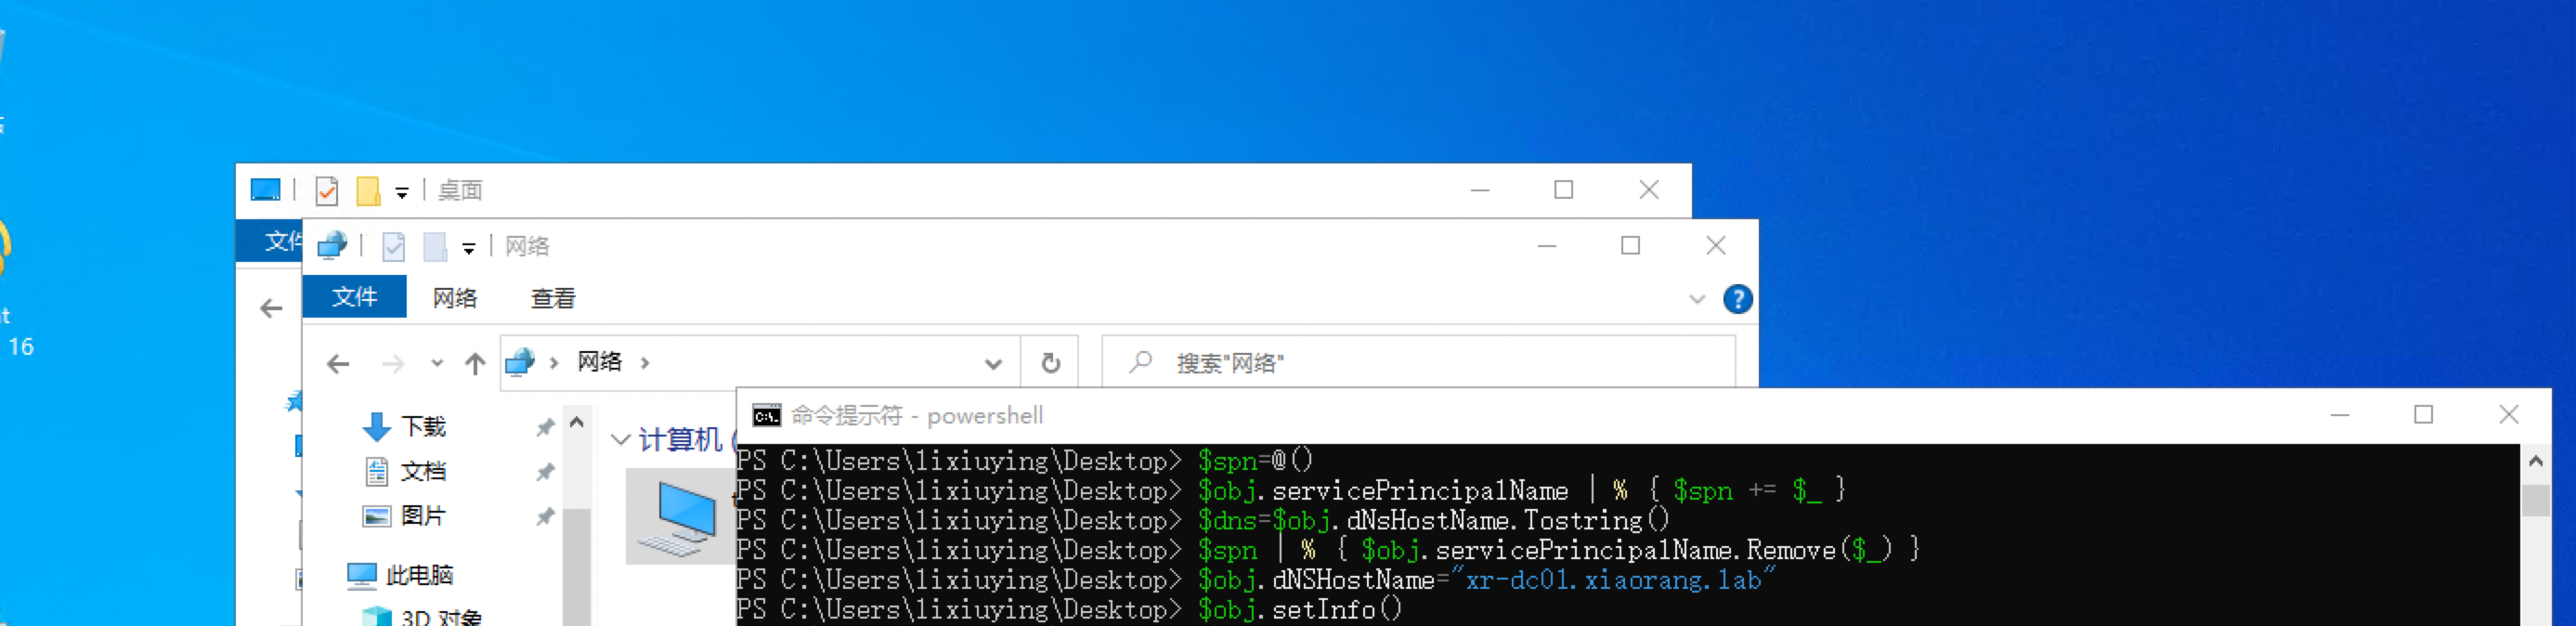 16
桌面
网络
文件 网络 查看
网络
搜索"网络"
下载
文档
图片
此电脑
3D 对象
计算机
命令提示符 - powershell
PS C:\Users\lixiuying\Desktop> $spn=@()
PS C:\Users\lixiuying\Desktop> $obj.servicePrincipalName | % { $spn += $_ }
PS C:\Users\lixiuying\Desktop> $dns=$obj.dNsHostName.Tostring()
PS C:\Users\lixiuying\Desktop> $spn | % { $obj.servicePrincipalName.Remove($_) }
PS C:\Users\lixiuying\Desktop> $obj.dNSHostName="xr-dc01.xiaorang.lab"
PS C:\Users\lixiuying\Desktop> $obj.setInfo()